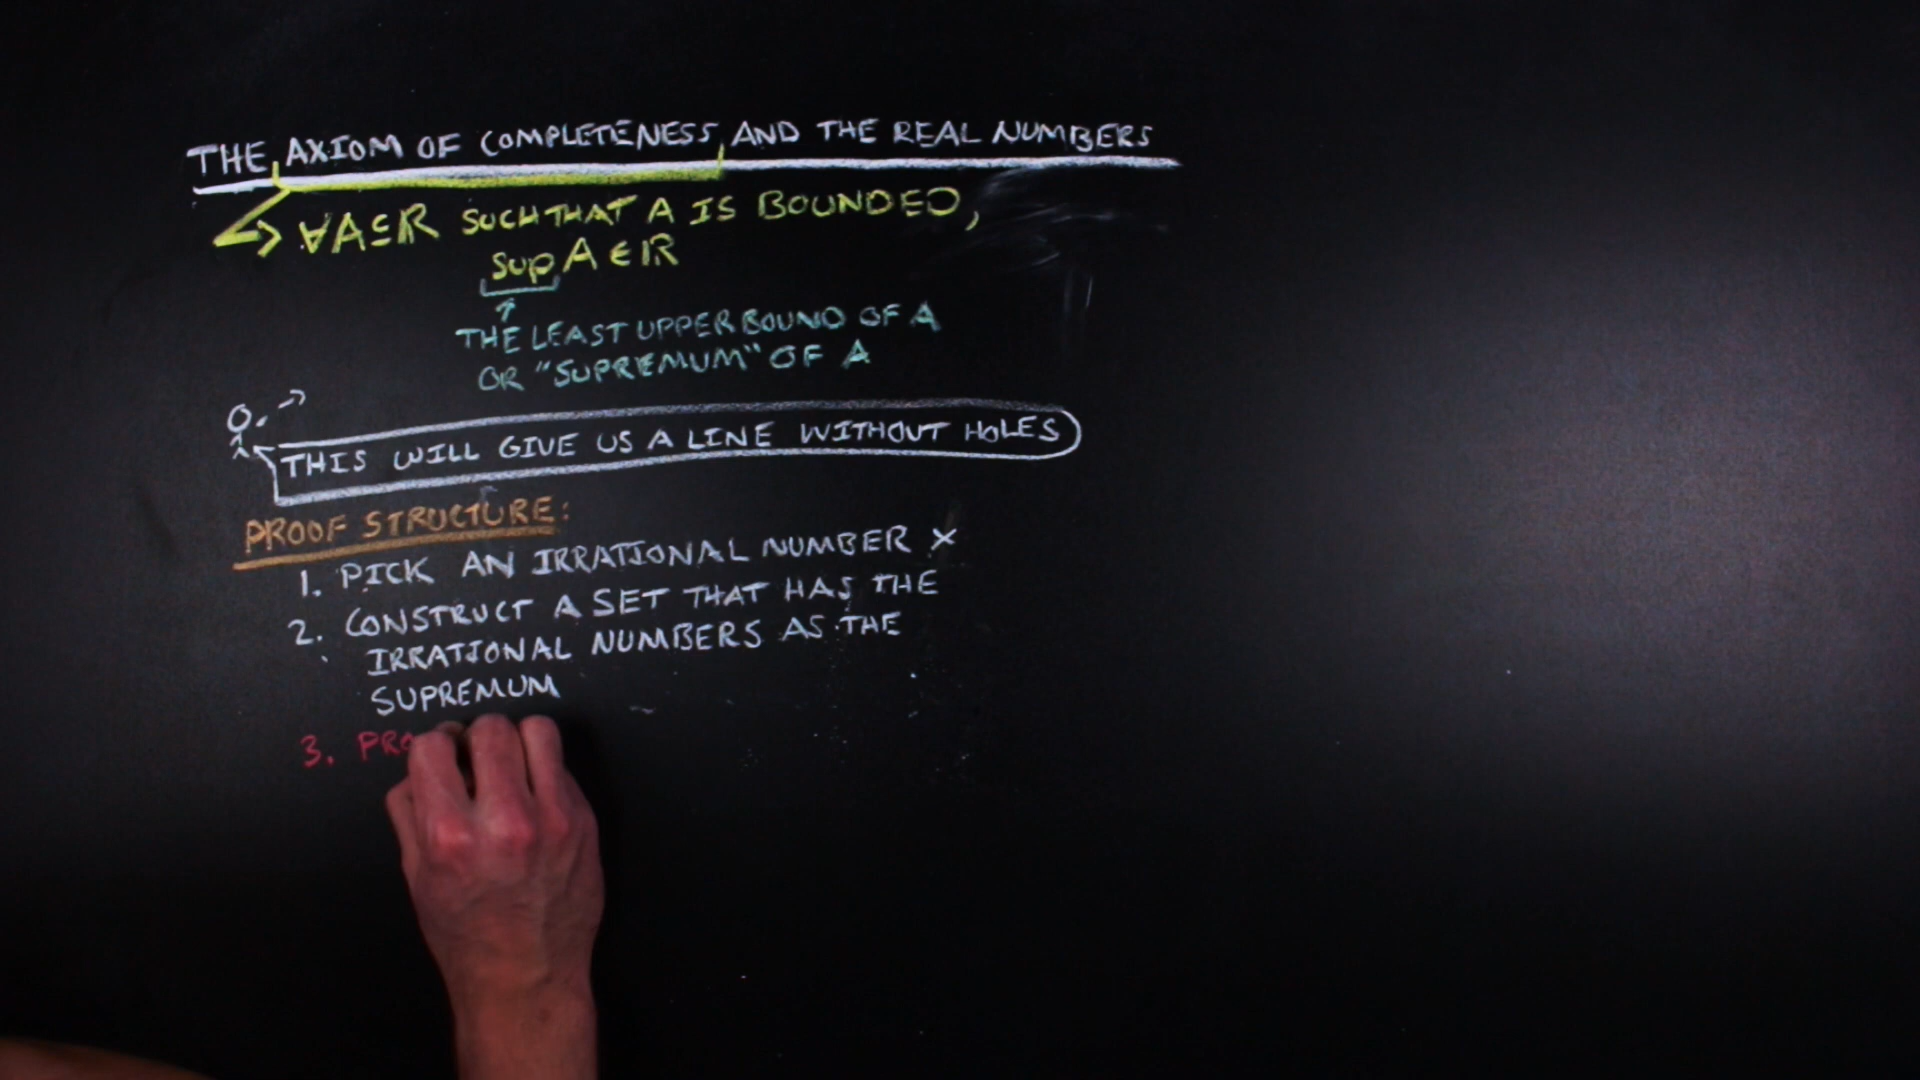 THE AXIOM OF COMPLETENESS AND THE REAL NUMBERS
∀A⊆ℝ SUCH THAT A IS BOUNDED,
sup A ∈ ℝ
THE LEAST UPPER BOUND OF A
OR "SUPREMUM" OF A
THIS WILL GIVE US A LINE WITHOUT HOLES
PROOF STRUCTURE:
1. PICK AN IRRATIONAL NUMBER X
2. CONSTRUCT A SET THAT HAS THE
IRRATIONAL NUMBERS AS THE
SUPREMUM
3.